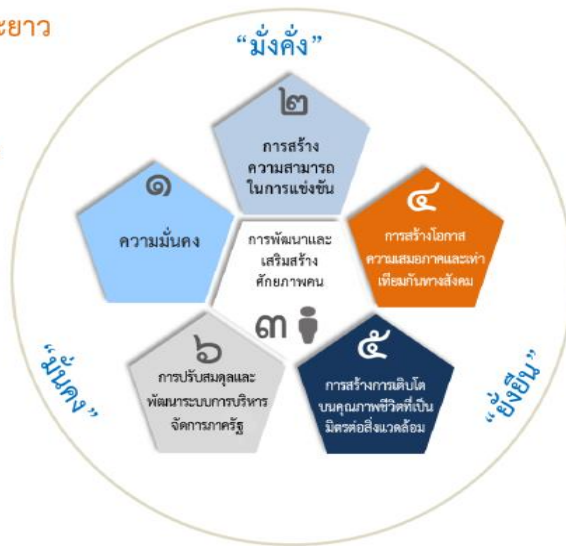 ะยาว
“มั่งคั่ง”
๒
การสร้าง
ความสามารถ
ในการแข่งขัน
๑
ความมั่นคง
๔
การสร้างโอกาส
ความเสมอภาคและเท่า
เทียมกันทางสังคม
การพัฒนาและ
เสริมสร้าง
ศักยภาพคน
๓
๖
การปรับสมดุลและ
พัฒนาระบบการบริหาร
จัดการภาครัฐ
๕
การสร้างการเติบโต
บนคุณภาพชีวิตที่เป็น
มิตรต่อสิ่งแวดล้อม
“มั่นคง”
“ยั่งยืน”